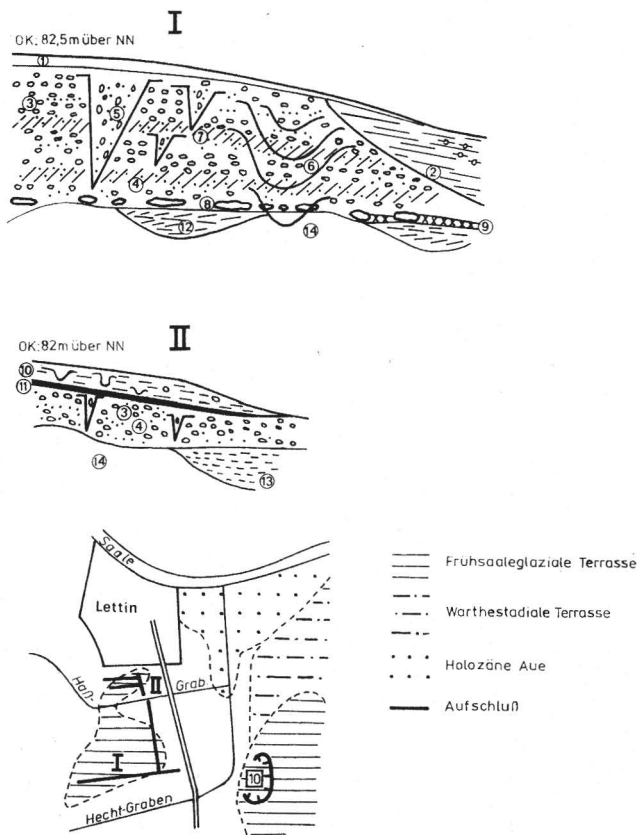 I
OK: 82,5m über NN
①
③
⑤
⑦
⑥
②
④
⑧
⑫
⑭
⑨
II
OK: 82m über NN
⑩
⑪
③
④
⑭
⑬
Saale
Lettin
Haß-
Grab.
II
I
10
Hecht-Graben
Frühsaaleglaziale Terrasse
Warthestadiale Terrasse
Holozäne Aue
Aufschluß